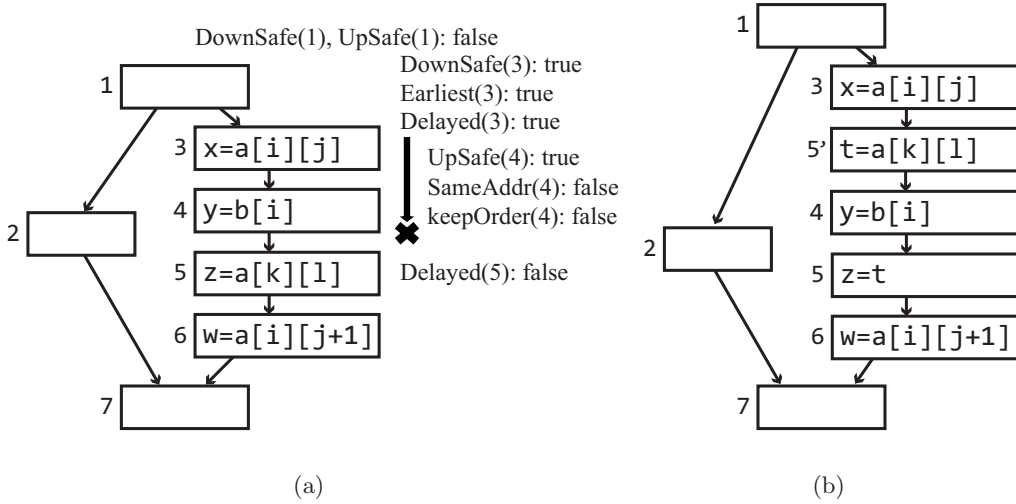 DownSafe(1), UpSafe(1): false
1
DownSafe(3): true
Earliest(3): true
Delayed(3): true
3 x=a[i][j]
UpSafe(4): true
SameAddr(4): false
keepOrder(4): false
4 y=b[i]
2
Delayed(5): false
5 z=a[k][l]
6 w=a[i][j+1]
7
(a)
1
3 x=a[i][j]
5’ t=a[k][l]
4 y=b[i]
2
5 z=t
6 w=a[i][j+1]
7
(b)